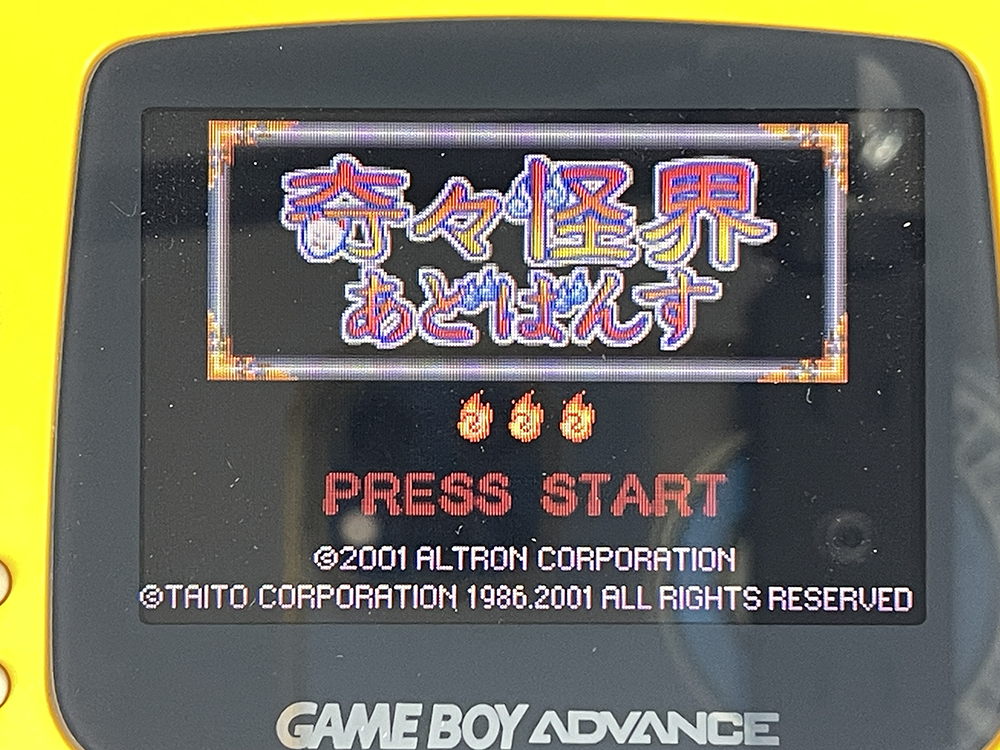 奇々怪界
あどばんす
PRESS START
©2001 ALTRON CORPORATION
©TAITO CORPORATION 1986.2001 ALL RIGHTS RESERVED
GAME BOY ADVANCE